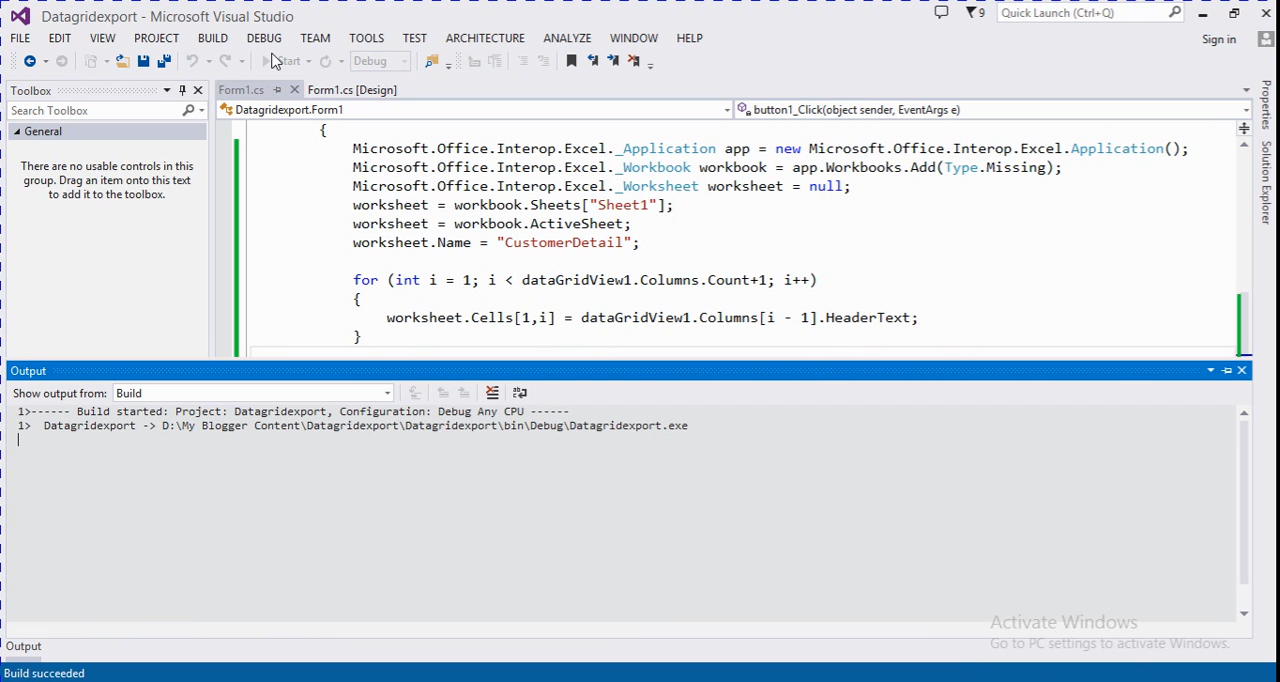 Datagridexport - Microsoft Visual Studio
9
Quick Launch (Ctrl+Q)
FILE EDIT VIEW PROJECT BUILD DEBUG TEAM TOOLS TEST ARCHITECTURE ANALYZE WINDOW HELP
Sign in
Start
Debug
Toolbox
Form1.cs
Form1.cs [Design]
Search Toolbox
Datagridexport.Form1
button1_Click(object sender, EventArgs e)
General
There are no usable controls in this
group. Drag an item onto this text
to add it to the toolbox.
{
Microsoft.Office.Interop.Excel._Application app = new Microsoft.Office.Interop.Excel.Application();
Microsoft.Office.Interop.Excel._Workbook workbook = app.Workbooks.Add(Type.Missing);
Microsoft.Office.Interop.Excel._Worksheet worksheet = null;
worksheet = workbook.Sheets["Sheet1"];
worksheet = workbook.ActiveSheet;
worksheet.Name = "CustomerDetail";
for (int i = 1; i < dataGridView1.Columns.Count+1; i++)
{
worksheet.Cells[1,i] = dataGridView1.Columns[i - 1].HeaderText;
}
Properties
Solution Explorer
Output
Show output from: Build
1>------ Build started: Project: Datagridexport, Configuration: Debug Any CPU ------
1>  Datagridexport -> D:\My Blogger Content\Datagridexport\Datagridexport\bin\Debug\Datagridexport.exe
Activate Windows
Go to PC settings to activate Windows.
Output
Build succeeded